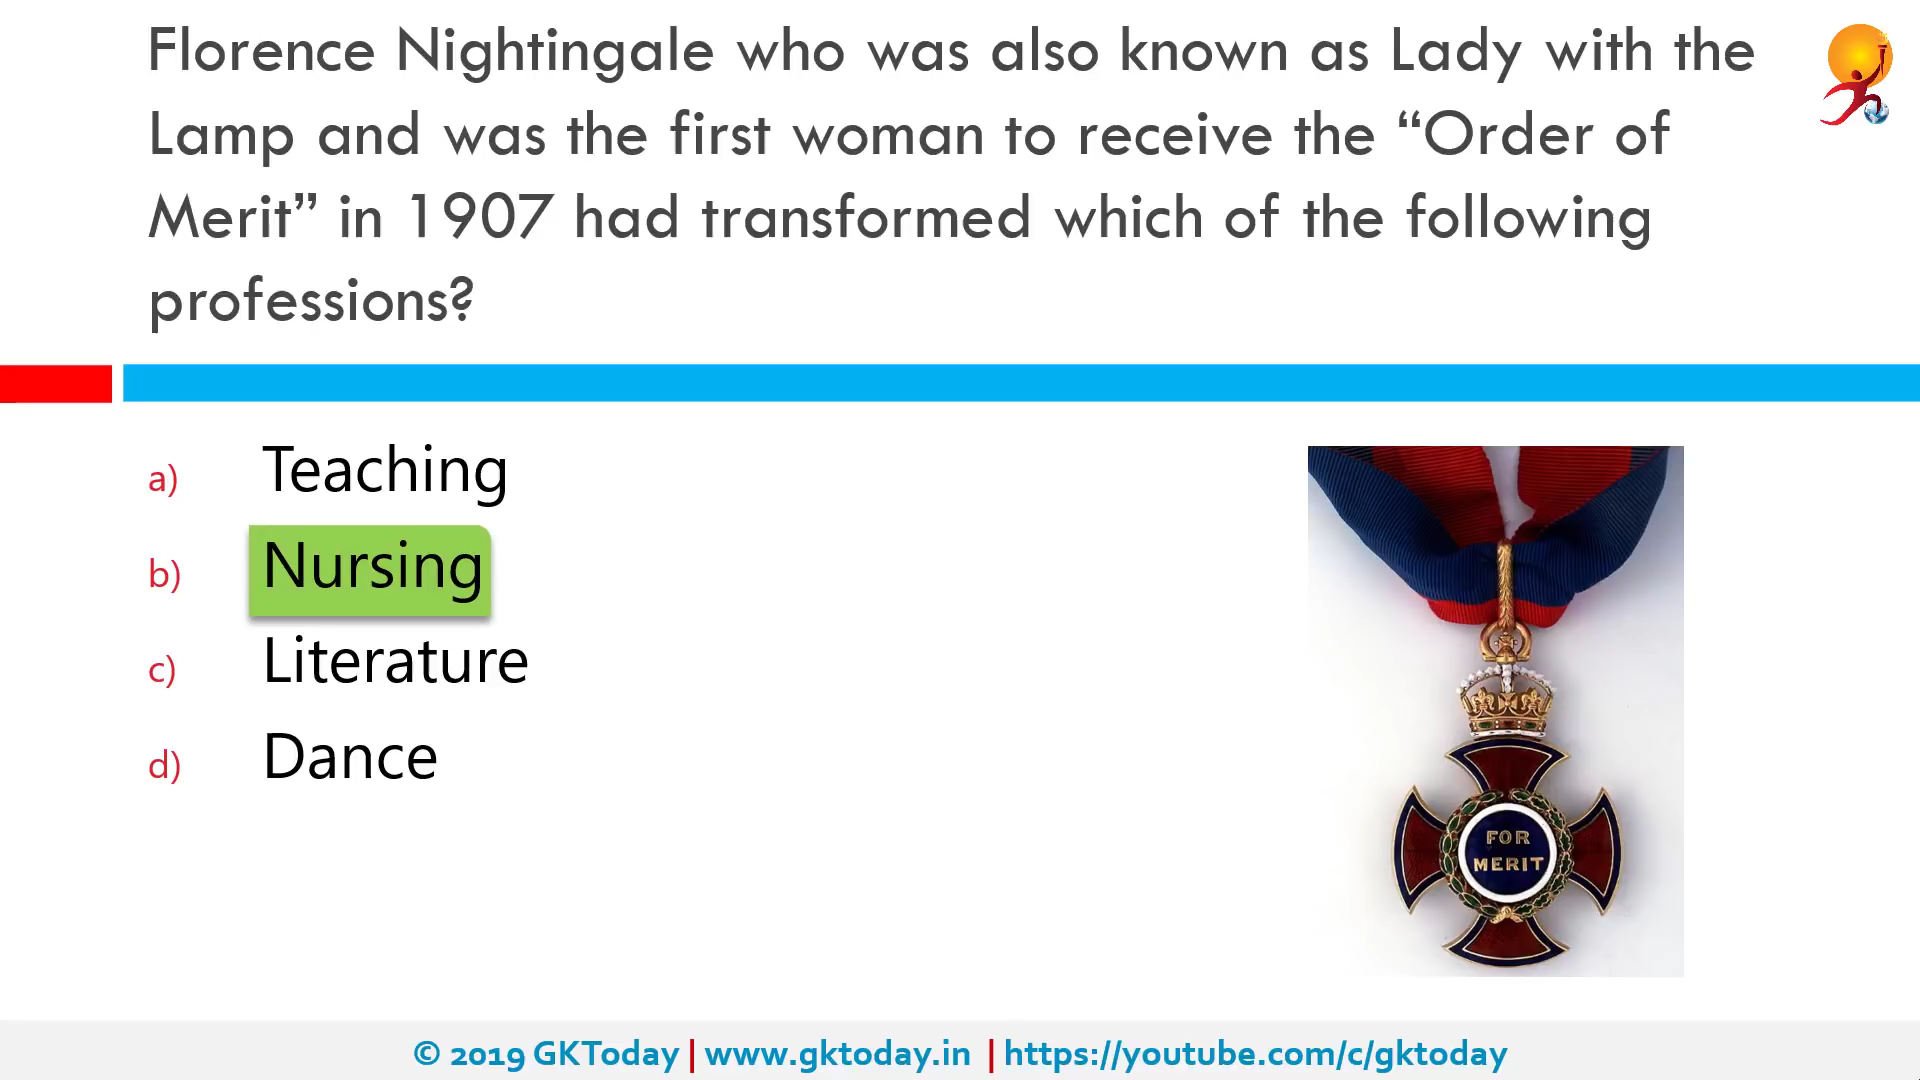 Florence Nightingale who was also known as Lady with the
Lamp and was the first woman to receive the “Order of
Merit” in 1907 had transformed which of the following
professions?
a) Teaching
b) Nursing
c) Literature
d) Dance
FOR
MERIT
© 2019 GKToday | www.gktoday.in | https://youtube.com/c/gktoday